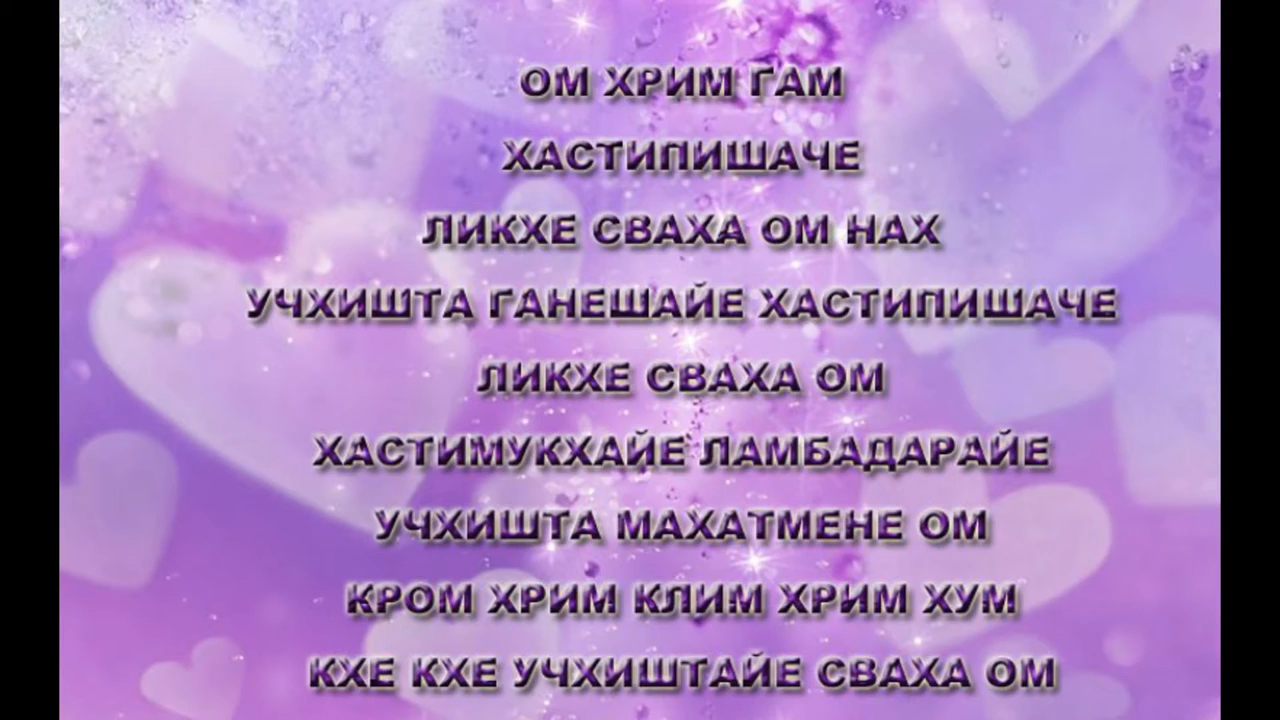 ОМ ХРИМ ГАМ
ХАСТИПИШАЧЕ
ЛИКХЕ СВАХА ОМ НАХ
УЧХИШТА ГАНЕШАЙЕ ХАСТИПИШАЧЕ
ЛИКХЕ СВАХА ОМ
ХАСТИМУКХАЙЕ ЛАМБАДАРАЙЕ
УЧХИШТА МАХАТМЕНЕ ОМ
КРОМ ХРИМ КЛИМ ХРИМ ХУМ
КХЕ КХЕ УЧХИШТАЙЕ СВАХА ОМ